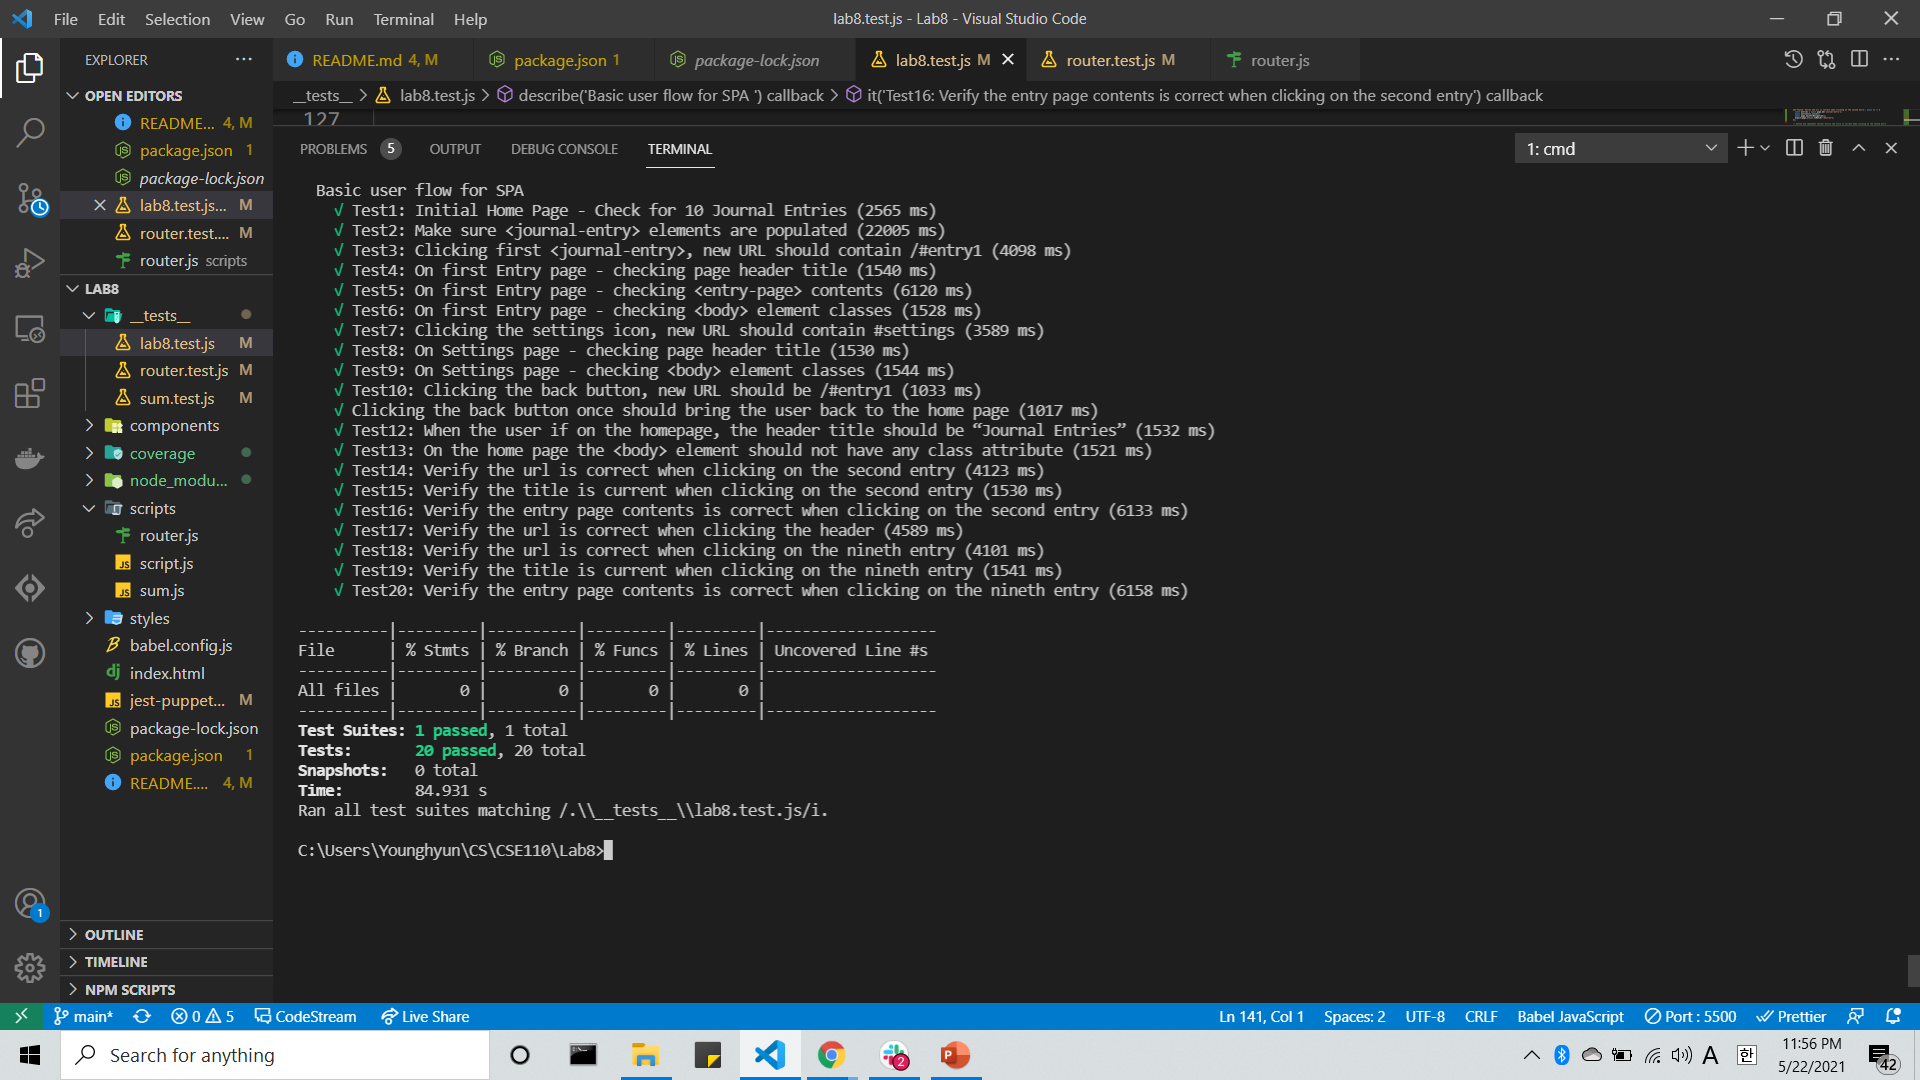 File Edit Selection View Go Run Terminal Help
lab8.test.js - Lab8 - Visual Studio Code
EXPLORER
README.md 4, M
package.json 1
package-lock.json
lab8.test.js M
router.test.js M
router.js
__tests__ > lab8.test.js > describe('Basic user flow for SPA ') callback > it('Test16: Verify the entry page contents is correct when clicking on the second entry') callback
127
OPEN EDITORS
README... 4, M
package.json 1
package-lock.json
lab8.test.js... M
router.test.... M
router.js scripts
LAB8
__tests__
lab8.test.js M
router.test.js M
sum.test.js M
components
coverage
node_modu...
scripts
router.js
script.js
sum.js
styles
babel.config.js
index.html
jest-puppet... M
package-lock.json
package.json 1
README.... 4, M
OUTLINE
TIMELINE
NPM SCRIPTS
PROBLEMS 5 OUTPUT DEBUG CONSOLE TERMINAL
1: cmd
Basic user flow for SPA
√ Test1: Initial Home Page - Check for 10 Journal Entries (2565 ms)
√ Test2: Make sure <journal-entry> elements are populated (22005 ms)
√ Test3: Clicking first <journal-entry>, new URL should contain /#entry1 (4098 ms)
√ Test4: On first Entry page - checking page header title (1540 ms)
√ Test5: On first Entry page - checking <entry-page> contents (6120 ms)
√ Test6: On first Entry page - checking <body> element classes (1528 ms)
√ Test7: Clicking the settings icon, new URL should contain #settings (3589 ms)
√ Test8: On Settings page - checking page header title (1530 ms)
√ Test9: On Settings page - checking <body> element classes (1544 ms)
√ Test10: Clicking the back button, new URL should be /#entry1 (1033 ms)
√ Clicking the back button once should bring the user back to the home page (1017 ms)
√ Test12: When the user if on the homepage, the header title should be “Journal Entries” (1532 ms)
√ Test13: On the home page the <body> element should not have any class attribute (1521 ms)
√ Test14: Verify the url is correct when clicking on the second entry (4123 ms)
√ Test15: Verify the title is current when clicking on the second entry (1530 ms)
√ Test16: Verify the entry page contents is correct when clicking on the second entry (6133 ms)
√ Test17: Verify the url is correct when clicking the header (4589 ms)
√ Test18: Verify the url is correct when clicking on the nineth entry (4101 ms)
√ Test19: Verify the title is current when clicking on the nineth entry (1541 ms)
√ Test20: Verify the entry page contents is correct when clicking on the nineth entry (6158 ms)
----------|---------|----------|---------|---------|-------------------
File | % Stmts | % Branch | % Funcs | % Lines | Uncovered Line #s
----------|---------|----------|---------|---------|-------------------
All files | 0 | 0 | 0 | 0 |
----------|---------|----------|---------|---------|-------------------
Test Suites: 1 passed, 1 total
Tests: 20 passed, 20 total
Snapshots: 0 total
Time: 84.931 s
Ran all test suites matching /.\\__tests__\\lab8.test.js/i.
C:\Users\Younghyun\CS\CSE110\Lab8>
1
main* 0 5 CodeStream Live Share
Ln 141, Col 1 Spaces: 2 UTF-8 CRLF Babel JavaScript Port : 5500 Prettier
Search for anything
2
A 한
11:56 PM
5/22/2021
42